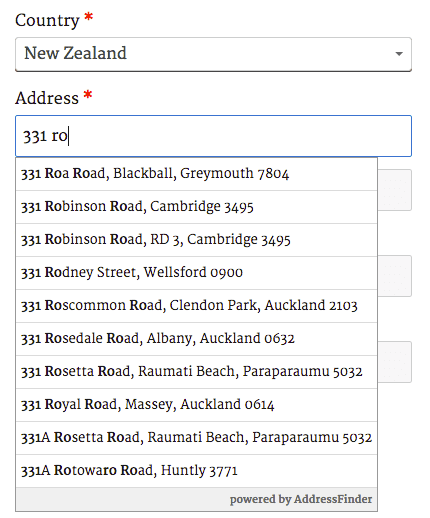 Country *
New Zealand
Address *
331 ro
331 Roa Road, Blackball, Greymouth 7804
331 Robinson Road, Cambridge 3495
331 Robinson Road, RD 3, Cambridge 3495
331 Rodney Street, Wellsford 0900
331 Roscommon Road, Clendon Park, Auckland 2103
331 Rosedale Road, Albany, Auckland 0632
331 Rosetta Road, Raumati Beach, Paraparaumu 5032
331 Royal Road, Massey, Auckland 0614
331A Rosetta Road, Raumati Beach, Paraparaumu 5032
331A Rotowaro Road, Huntly 3771
powered by AddressFinder